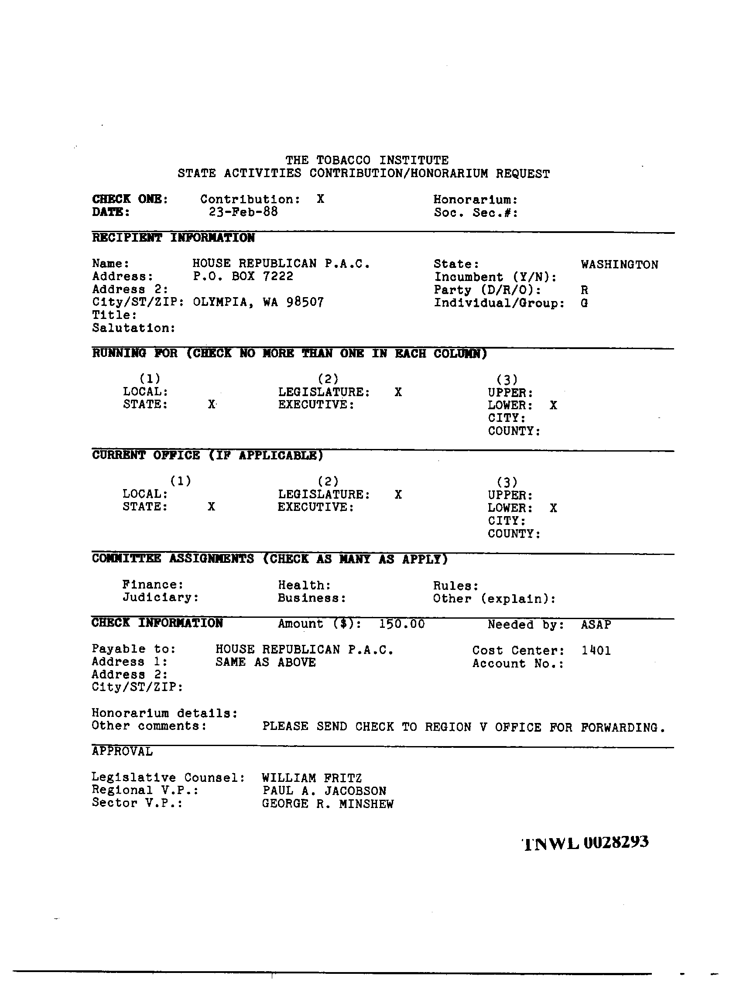 THE TOBACCO INSTITUTE
STATE ACTIVITIES CONTRIBUTION/HONORARIUM REQUEST
CHECK ONE: Contribution: X Honorarium:
DATE: 23-Feb-88 Soc. Sec.#:
RECIPIENT INFORMATION
Name: HOUSE REPUBLICAN P.A.C. State: WASHINGTON
Address: P.O. BOX 7222 Incumbent (Y/N):
Address 2: Party (D/R/O): R
City/ST/ZIP: OLYMPIA, WA 98507 Individual/Group: G
Title:
Salutation:
RUNNING FOR (CHECK NO MORE THAN ONE IN EACH COLUMN)
(1) (2) (3)
LOCAL: LEGISLATURE: X UPPER:
STATE: X EXECUTIVE: LOWER: X
CITY:
COUNTY:
CURRENT OFFICE (IF APPLICABLE)
(1) (2) (3)
LOCAL: LEGISLATURE: X UPPER:
STATE: X EXECUTIVE: LOWER: X
CITY:
COUNTY:
COMMITTEE ASSIGNMENTS (CHECK AS MANY AS APPLY)
Finance: Health: Rules:
Judiciary: Business: Other (explain):
CHECK INFORMATION Amount ($): 150.00 Needed by: ASAP
Payable to: HOUSE REPUBLICAN P.A.C. Cost Center: 1401
Address 1: SAME AS ABOVE Account No.:
Address 2:
City/ST/ZIP:
Honorarium details:
Other comments: PLEASE SEND CHECK TO REGION V OFFICE FOR FORWARDING.
APPROVAL
Legislative Counsel: WILLIAM FRITZ
Regional V.P.: PAUL A. JACOBSON
Sector V.P.: GEORGE R. MINSHEW
TNWL 0028293